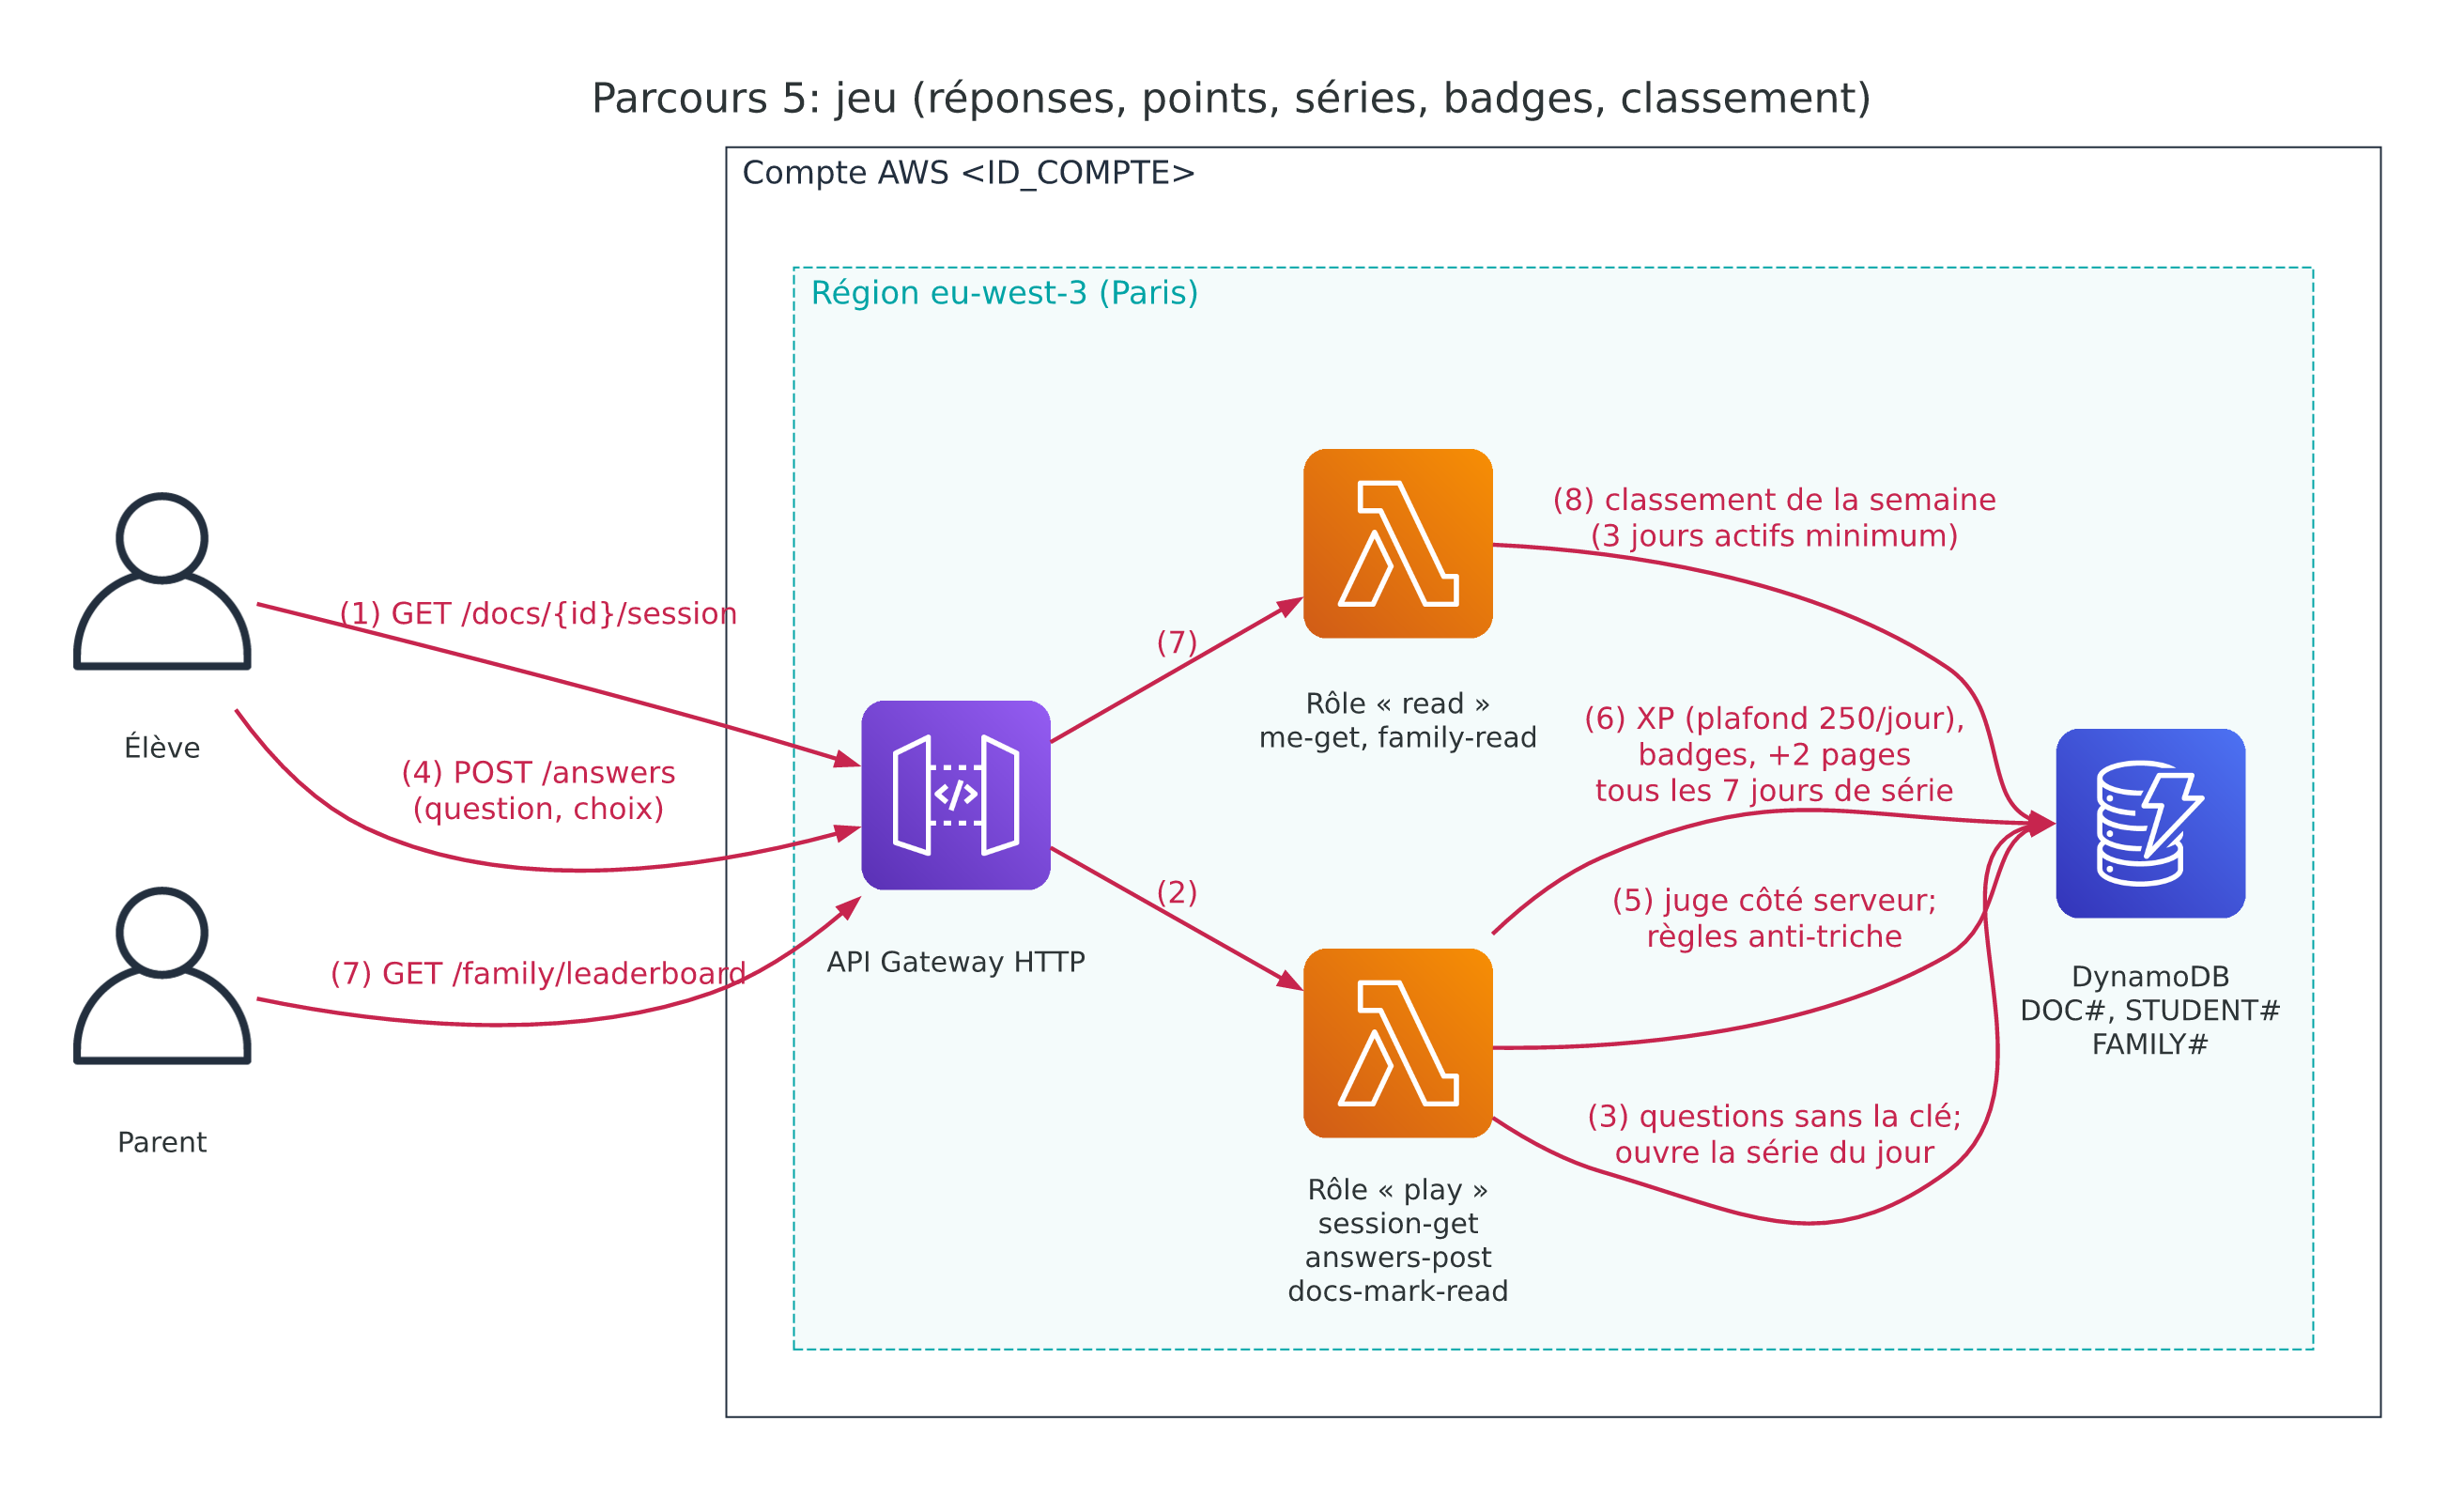 Parcours 5: jeu (réponses, points, séries, badges, classement)
Compte AWS <ID_COMPTE>
Région eu-west-3 (Paris)
(1) GET /docs/{id}/session
Élève
(4) POST /answers
(question, choix)
(7) GET /family/leaderboard
Parent
API Gateway HTTP
(7)
(2)
Rôle « read »
me-get, family-read
(8) classement de la semaine
(3 jours actifs minimum)
(6) XP (plafond 250/jour),
badges, +2 pages
tous les 7 jours de série
(5) juge côté serveur;
règles anti-triche
(3) questions sans la clé;
ouvre la série du jour
Rôle « play »
session-get
answers-post
docs-mark-read
DynamoDB
DOC#, STUDENT#
FAMILY#